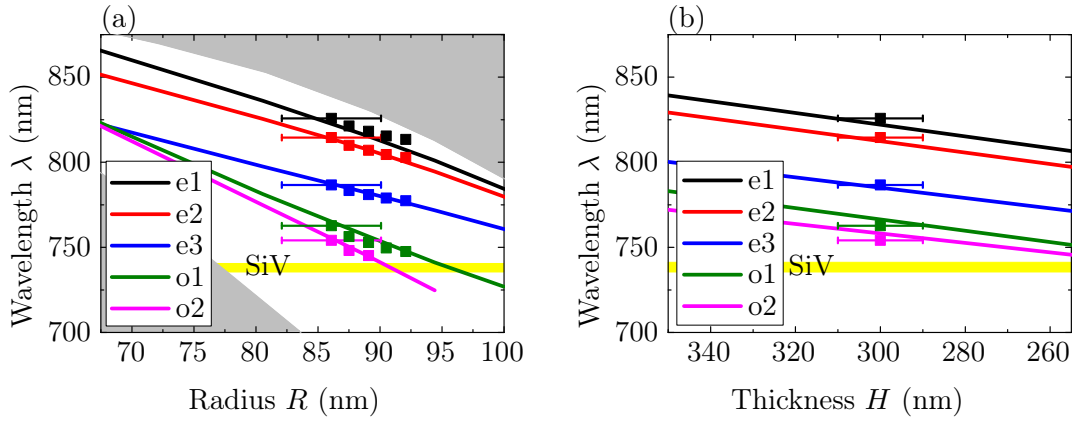 (a)
Wavelength λ (nm)
850
800
750
700
e1
e2
e3
o1
o2
SiV
70 75 80 85 90 95 100
Radius R (nm)
(b)
Wavelength λ (nm)
850
800
750
700
e1
e2
e3
o1
o2
SiV
340 320 300 280 260
Thickness H (nm)